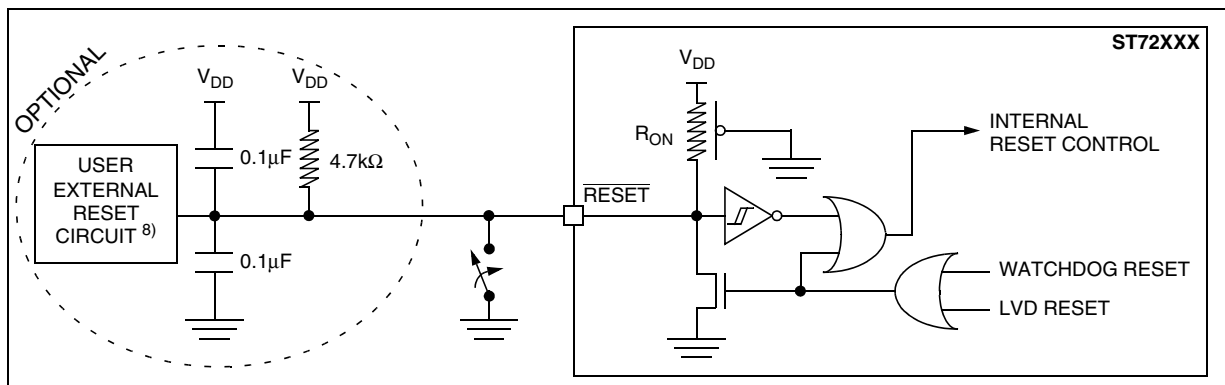 ST72XXX
OPTIONAL
VDD
VDD
VDD
0.1µF
4.7kΩ
RON
INTERNAL
RESET CONTROL
USER
EXTERNAL
RESET
CIRCUIT 8)
RESET
0.1µF
WATCHDOG RESET
LVD RESET